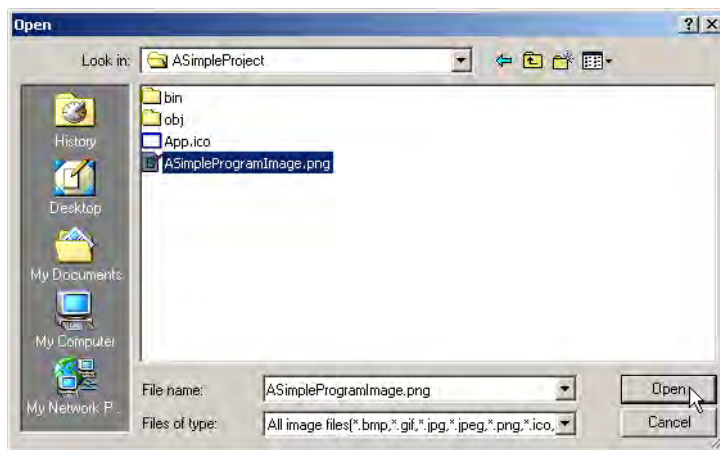 Open
Look in: ASimpleProject
bin
obj
App.ico
ASimpleProgramImage.png
History
Desktop
My Documents
My Computer
My Network P...
File name: ASimpleProgramImage.png Open
Files of type: All image files(*.bmp,*.gif,*.jpg,*.jpeg,*.png,*.ico, Cancel